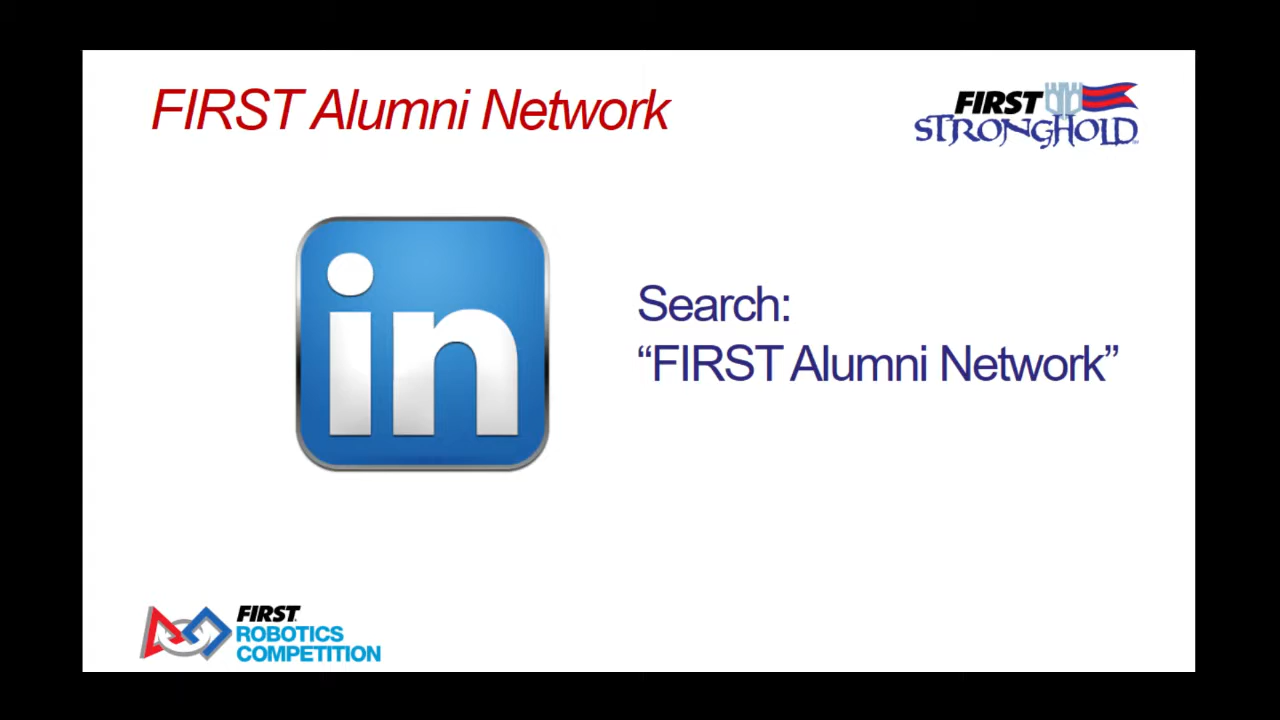 FIRST Alumni Network
FIRST
STRONGHOLD
in
Search:
“FIRST Alumni Network”
FIRST
ROBOTICS
COMPETITION